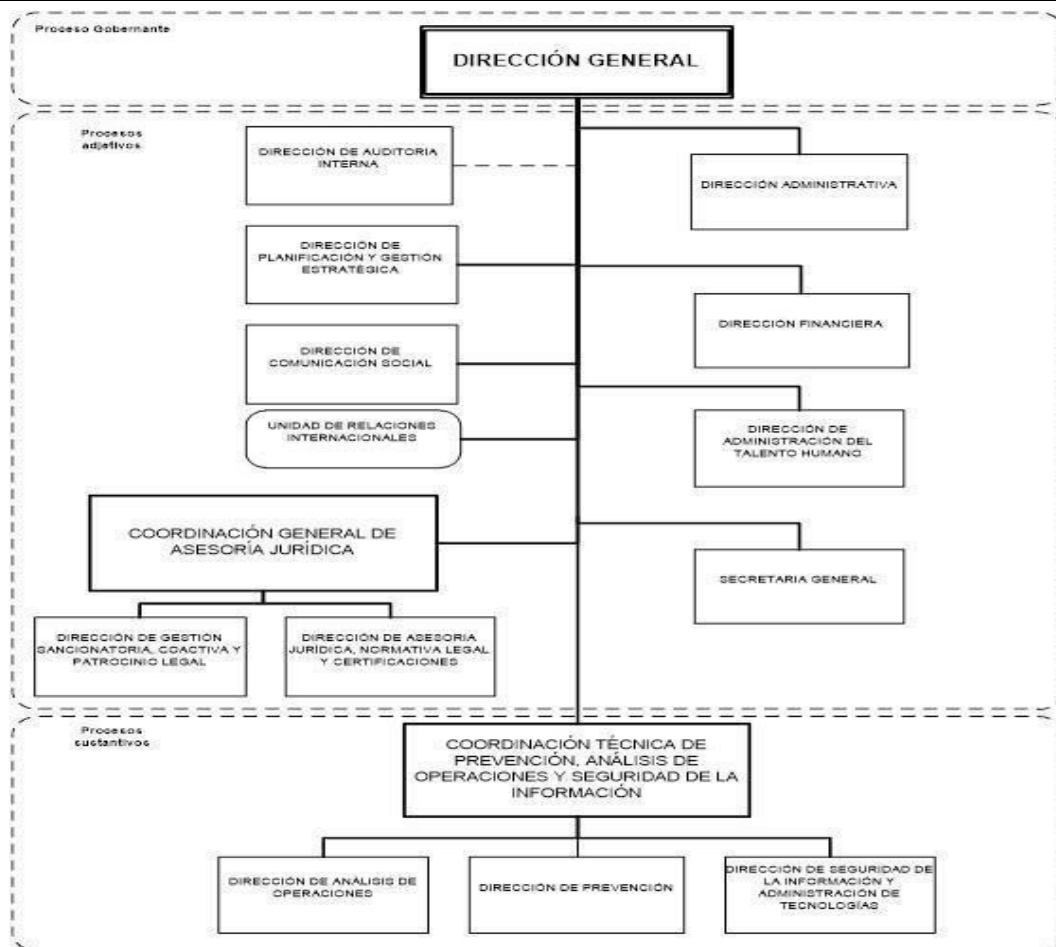 Proceso Gobernante
DIRECCIÓN GENERAL
Procesos
adjetivos
DIRECCIÓN DE AUDITORIA
INTERNA
DIRECCIÓN ADMINISTRATIVA
DIRECCIÓN DE
PLANIFICACIÓN Y GESTIÓN
ESTRATÉGICA
DIRECCIÓN FINANCIERA
DIRECCIÓN DE
COMUNICACIÓN SOCIAL
UNIDAD DE RELACIONES
INTERNACIONALES
DIRECCIÓN DE
ADMINISTRACIÓN DEL
TALENTO HUMANO
COORDINACIÓN GENERAL DE
ASESORÍA JURÍDICA
SECRETARIA GENERAL
DIRECCIÓN DE GESTIÓN
SANCIONATORIA, COACTIVA Y
PATROCINIO LEGAL
DIRECCIÓN DE ASESORIA
JURÍDICA, NORMATIVA LEGAL
Y CERTIFICACIONES
Procesos
sustantivos
COORDINACIÓN TÉCNICA DE
PREVENCIÓN, ANÁLISIS DE
OPERACIONES Y SEGURIDAD DE LA
INFORMACIÓN
DIRECCIÓN DE ANÁLISIS DE
OPERACIONES
DIRECCIÓN DE PREVENCIÓN
DIRECCIÓN DE SEGURIDAD DE
LA INFORMACIÓN Y
ADMINISTRACIÓN DE
TECNOLOGÍAS